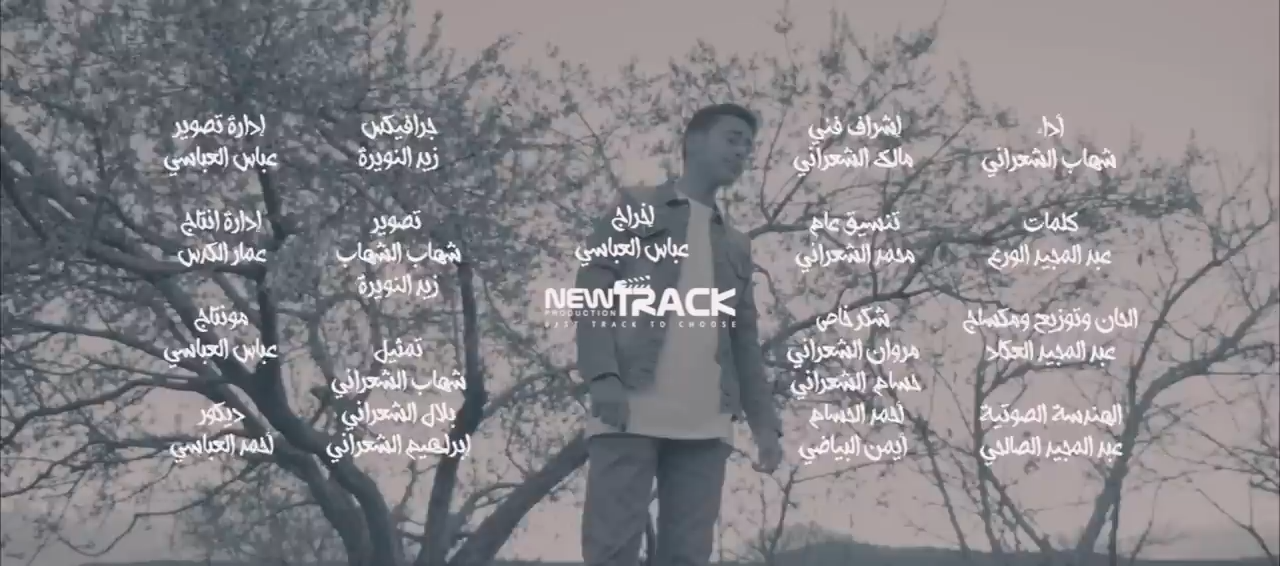 أداء
شهاب الشعراني
كلمات
عبد المجيد الورع
الحان وتوزيع ومكساج
عبد المجيد العكاد
الهندسة الصوتية
عبد المجيد الصالحي
إشراف فني
مالك الشعراني
تنسيق عام
محمد الشعراني
شكر خاص
مروان الشعراني
حسام الشعراني
أحمد الحسام
أيمن البياضي
إخراج
عباس العباسي
NEWTRACK
PRODUCTION
JUST TRACK TO CHOOSE
جرافيكس
زيد النويرة
تصوير
شهاب الشهاب
زيد النويرة
تمثيل
شهاب الشعراني
بلال الشعراني
إبراهيم الشعراني
إدارة تصوير
عباس العباسي
إدارة انتاج
عمار الكرس
مونتاج
عباس العباسي
ديكور
أحمد العباسي